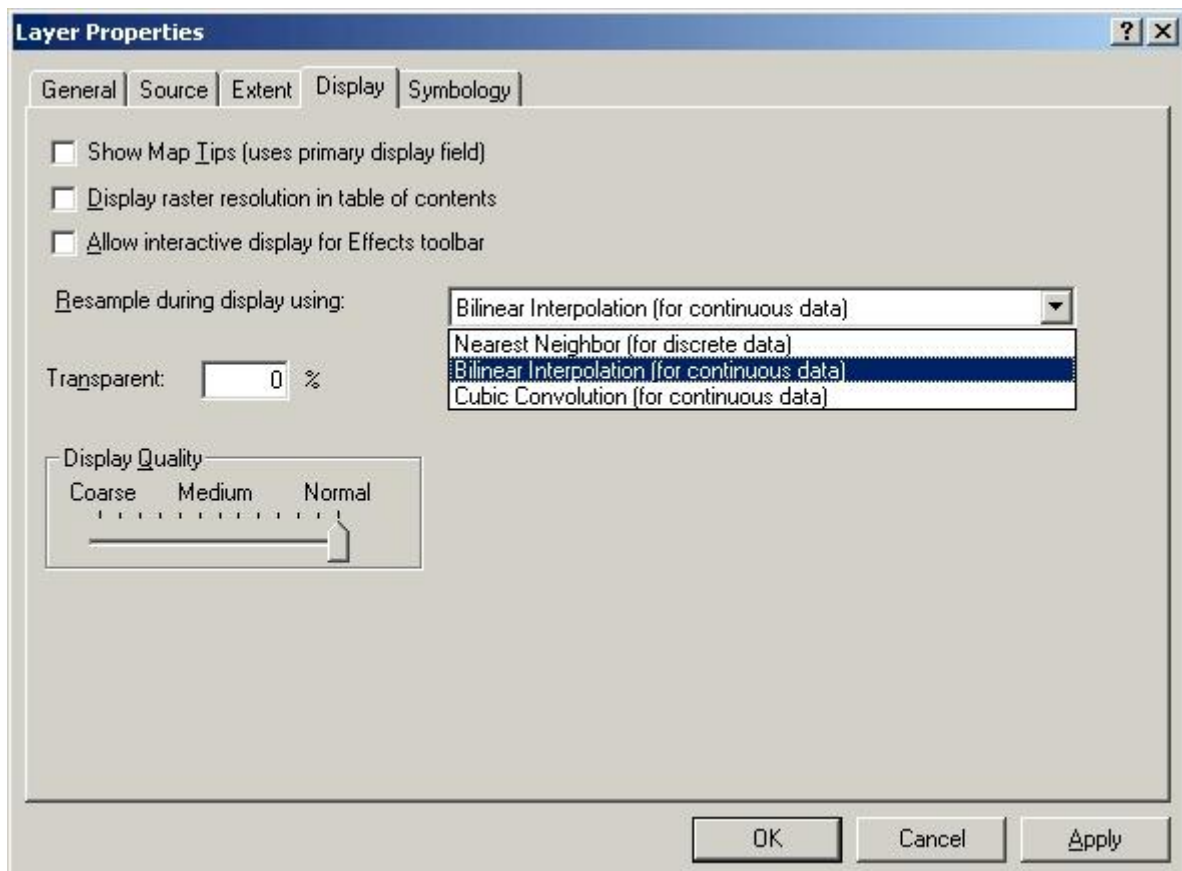 Layer Properties
?
General Source Extent Display Symbology
Show Map Tips (uses primary display field)
Display raster resolution in table of contents
Allow interactive display for Effects toolbar
Resample during display using: Bilinear Interpolation (for continuous data)
Nearest Neighbor (for discrete data)
Bilinear Interpolation (for continuous data)
Cubic Convolution (for continuous data)
Transparent: 0 %
Display Quality
Coarse Medium Normal
OK Cancel Apply